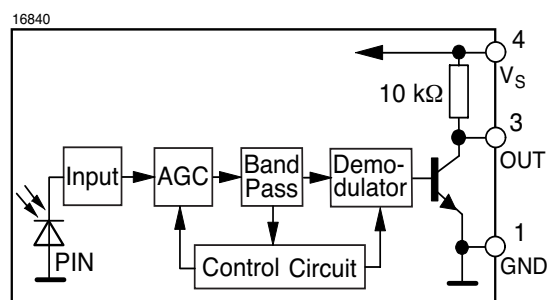 16840
4
VS
10 kΩ
3
OUT
Input
AGC
Band
Pass
Demo-
dulator
1
GND
PIN
Control Circuit